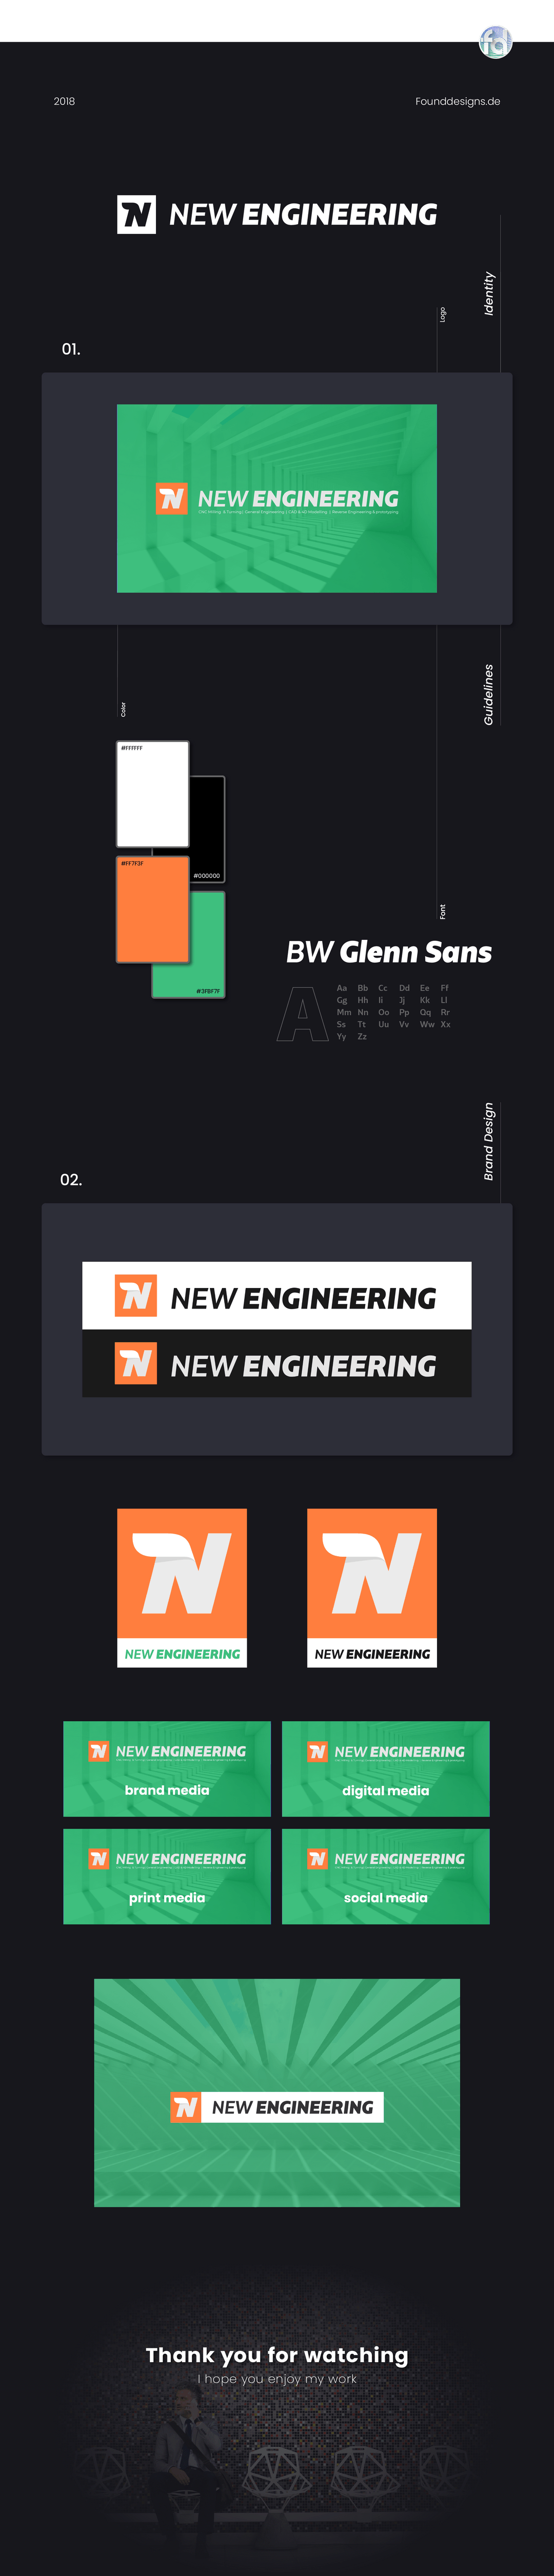 2018
Founddesigns.de
N NEW ENGINEERING
Identity
Logo
01.
N NEW ENGINEERING
CNC Milling & Turning | General Engineering | CAD & 3D Modelling | Reverse Engineering & prototyping
Guidelines
Color
#FFFFFF
#000000
#FF7F3F
#3FBF7F
Font
BW Glenn Sans
A
Aa Bb Cc Dd Ee Ff
Gg Hh Ii Jj Kk Ll
Mm Nn Oo Pp Qq Rr
Ss Tt Uu Vv Ww Xx
Yy Zz
Brand Design
02.
N NEW ENGINEERING
N NEW ENGINEERING
N
NEW ENGINEERING
N
NEW ENGINEERING
N NEW ENGINEERING
brand media
N NEW ENGINEERING
digital media
N NEW ENGINEERING
print media
N NEW ENGINEERING
social media
N NEW ENGINEERING
Thank you for watching
I hope you enjoy my work